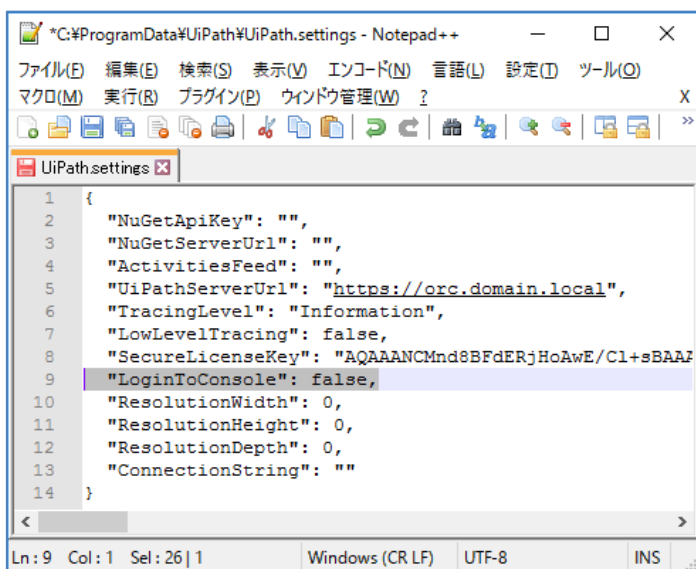 *C:¥ProgramData¥UiPath¥UiPath.settings - Notepad++
ファイル(F) 編集(E) 検索(S) 表示(V) エンコード(N) 言語(L) 設定(T) ツール(O)
マクロ(M) 実行(R) プラグイン(P) ウィンドウ管理(W) ? X
UiPath.settings
1 {
2 "NuGetApiKey": "",
3 "NuGetServerUrl": "",
4 "ActivitiesFeed": "",
5 "UiPathServerUrl": "https://orc.domain.local",
6 "TracingLevel": "Information",
7 "LowLevelTracing": false,
8 "SecureLicenseKey": "AQAAANCMnd8BFdERjHoAwE/Cl+sBAAA
9 "LoginToConsole": false,
10 "ResolutionWidth": 0,
11 "ResolutionHeight": 0,
12 "ResolutionDepth": 0,
13 "ConnectionString": ""
14 }
Ln : 9 Col : 1 Sel : 26 | 1 Windows (CR LF) UTF-8 INS